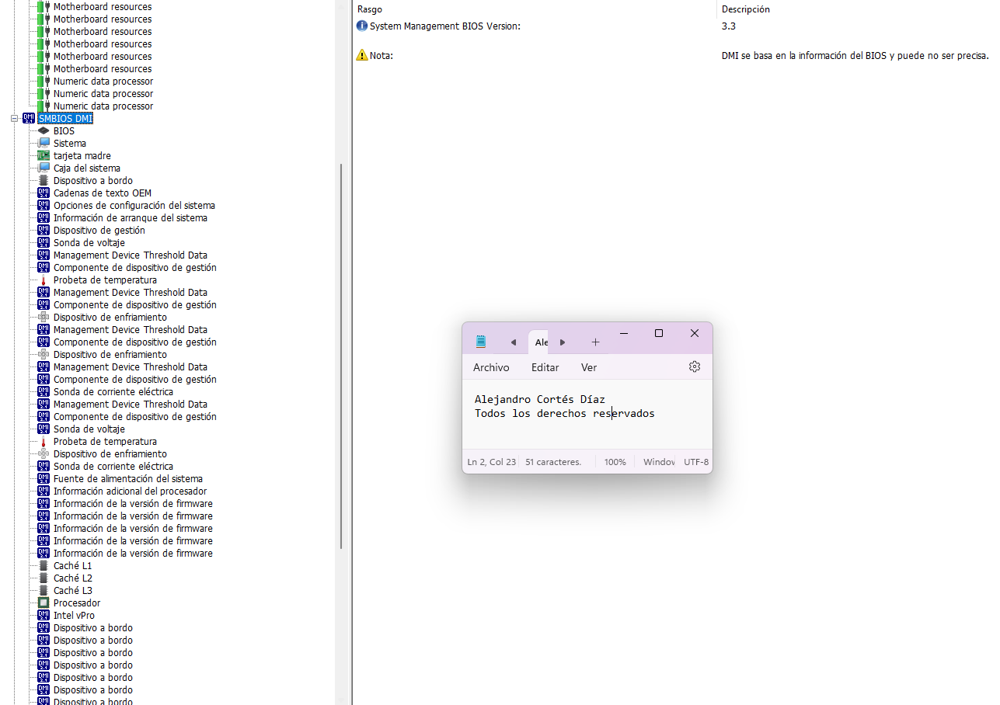 Motherboard resources
Motherboard resources
Motherboard resources
Motherboard resources
Motherboard resources
Motherboard resources
Numeric data processor
Numeric data processor
Numeric data processor
SMBIOS DMI
BIOS
Sistema
tarjeta madre
Caja del sistema
Dispositivo a bordo
Cadenas de texto OEM
Opciones de configuración del sistema
Información de arranque del sistema
Dispositivo de gestión
Sonda de voltaje
Management Device Threshold Data
Componente de dispositivo de gestión
Probeta de temperatura
Management Device Threshold Data
Componente de dispositivo de gestión
Dispositivo de enfriamiento
Management Device Threshold Data
Componente de dispositivo de gestión
Dispositivo de enfriamiento
Management Device Threshold Data
Componente de dispositivo de gestión
Sonda de corriente eléctrica
Management Device Threshold Data
Componente de dispositivo de gestión
Sonda de voltaje
Probeta de temperatura
Dispositivo de enfriamiento
Sonda de corriente eléctrica
Fuente de alimentación del sistema
Información adicional del procesador
Información de la versión de firmware
Información de la versión de firmware
Información de la versión de firmware
Información de la versión de firmware
Información de la versión de firmware
Caché L1
Caché L2
Caché L3
Procesador
Intel vPro
Dispositivo a bordo
Dispositivo a bordo
Dispositivo a bordo
Dispositivo a bordo
Dispositivo a bordo
Dispositivo a bordo
Dispositivo a bordo
Rasgo Descripción
System Management BIOS Version: 3.3
Nota: DMI se basa en la información del BIOS y puede no ser precisa.
Ale
Archivo Editar Ver
Alejandro Cortés Díaz
Todos los derechos reservados
Ln 2, Col 23 51 caracteres. 100% Window UTF-8